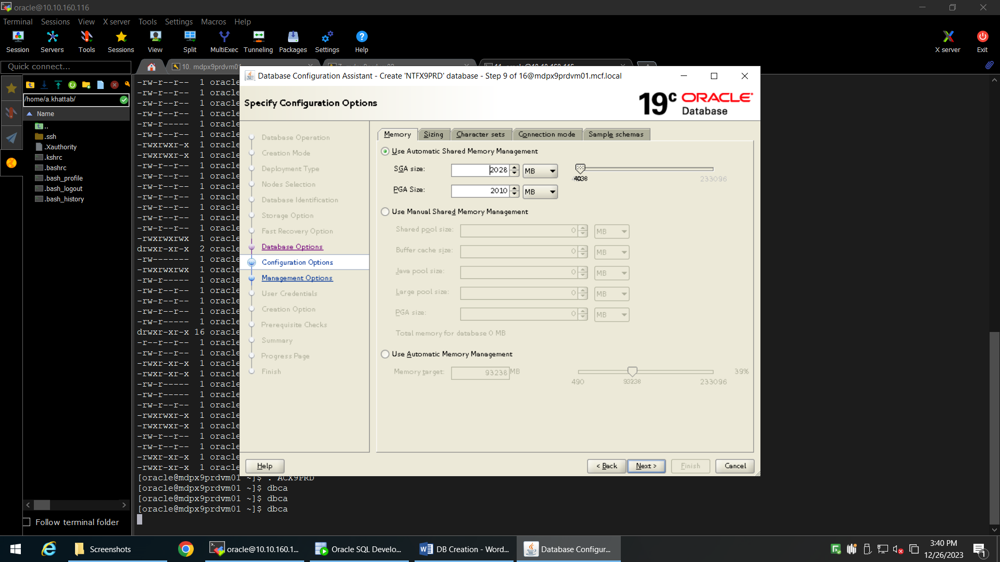 oracle@10.10.160.116
Terminal Sessions View X server Tools Settings Macros Help
Session Servers Tools Sessions View Split MultiExec Tunneling Packages Settings Help X server Exit
Quick connect...
10. mdpx9prdvm01
/home/a.khattab/
Name
..
.ssh
.Xauthority
.kshrc
.bashrc
.bash_profile
.bash_logout
.bash_history
Follow terminal folder
-rw-r--r-- 1 oracle
-rw-r--r-- 1 oracle
-rw-r--r-- 1 oracle
-rw-r--r-- 1 oracle
-rw-r----- 1 oracle
-rw-r--r-- 1 oracle
-rwxrwxr-x 1 oracle
-rwxrwxr-x 1 oracle
-rw-r--r-- 1 oracle
-rw-r--r-- 1 oracle
-rw-r--r-- 1 oracle
-rw-r--r-- 1 oracle
-rw-r--r-- 1 oracle
-rw-r--r-- 1 oracle
-rw-r--r-- 1 oracle
-rwxrwxrwx 1 oracle
drwxr-xr-x 2 oracle
-rw------- 1 oracle
-rwxrwxrwx 1 oracle
-rw-r----- 1 oracle
-rw-r--r-- 1 oracle
-rw-r--r-- 1 oracle
-rw-r--r-- 1 oracle
-rw-r----- 1 oracle
drwxr-xr-x 16 oracle
-r--r--r-- 1 oracle
-rw-r--r-- 1 oracle
-rwxr-xr-x 1 oracle
-rwxr-xr-x 1 oracle
-rw-r----- 1 oracle
-rw-r----- 1 oracle
-rw-r--r-- 1 oracle
-rwxrwxr-x 1 oracle
-rwxrwxr-x 1 oracle
-rw-r--r-- 1 oracle
-rw-r--r-- 1 oracle
-rwxr-xr-x 1 oracle
-rwxr-xr-x 1 oracle
[oracle@mdpx9prdvm01 ~]$ . ACX9PRD
[oracle@mdpx9prdvm01 ~]$ dbca
[oracle@mdpx9prdvm01 ~]$ dbca
[oracle@mdpx9prdvm01 ~]$ dbca
Database Configuration Assistant - Create 'NTFX9PRD' database - Step 9 of 16@mdpx9prdvm01.mcf.local
Specify Configuration Options
19c ORACLE Database
Database Operation
Creation Mode
Deployment Type
Nodes Selection
Database Identification
Storage Option
Fast Recovery Option
Database Options
Configuration Options
Management Options
User Credentials
Creation Option
Prerequisite Checks
Summary
Progress Page
Finish
Memory Sizing Character sets Connection mode Sample schemas
Use Automatic Shared Memory Management
SGA size: 2028 MB
4038 233096
PGA Size: 2010 MB
Use Manual Shared Memory Management
Shared pool size: 0 MB
Buffer cache size: 0 MB
Java pool size: 0 MB
Large pool size: 0 MB
PGA size: 0 MB
Total memory for database 0 MB
Use Automatic Memory Management
Memory target: 93238 MB 39%
490 93238 233096
Help < Back Next > Finish Cancel
Screenshots
oracle@10.10.160.1...
Oracle SQL Develo...
DB Creation - Word...
Database Configur...
3:40 PM
12/26/2023
1